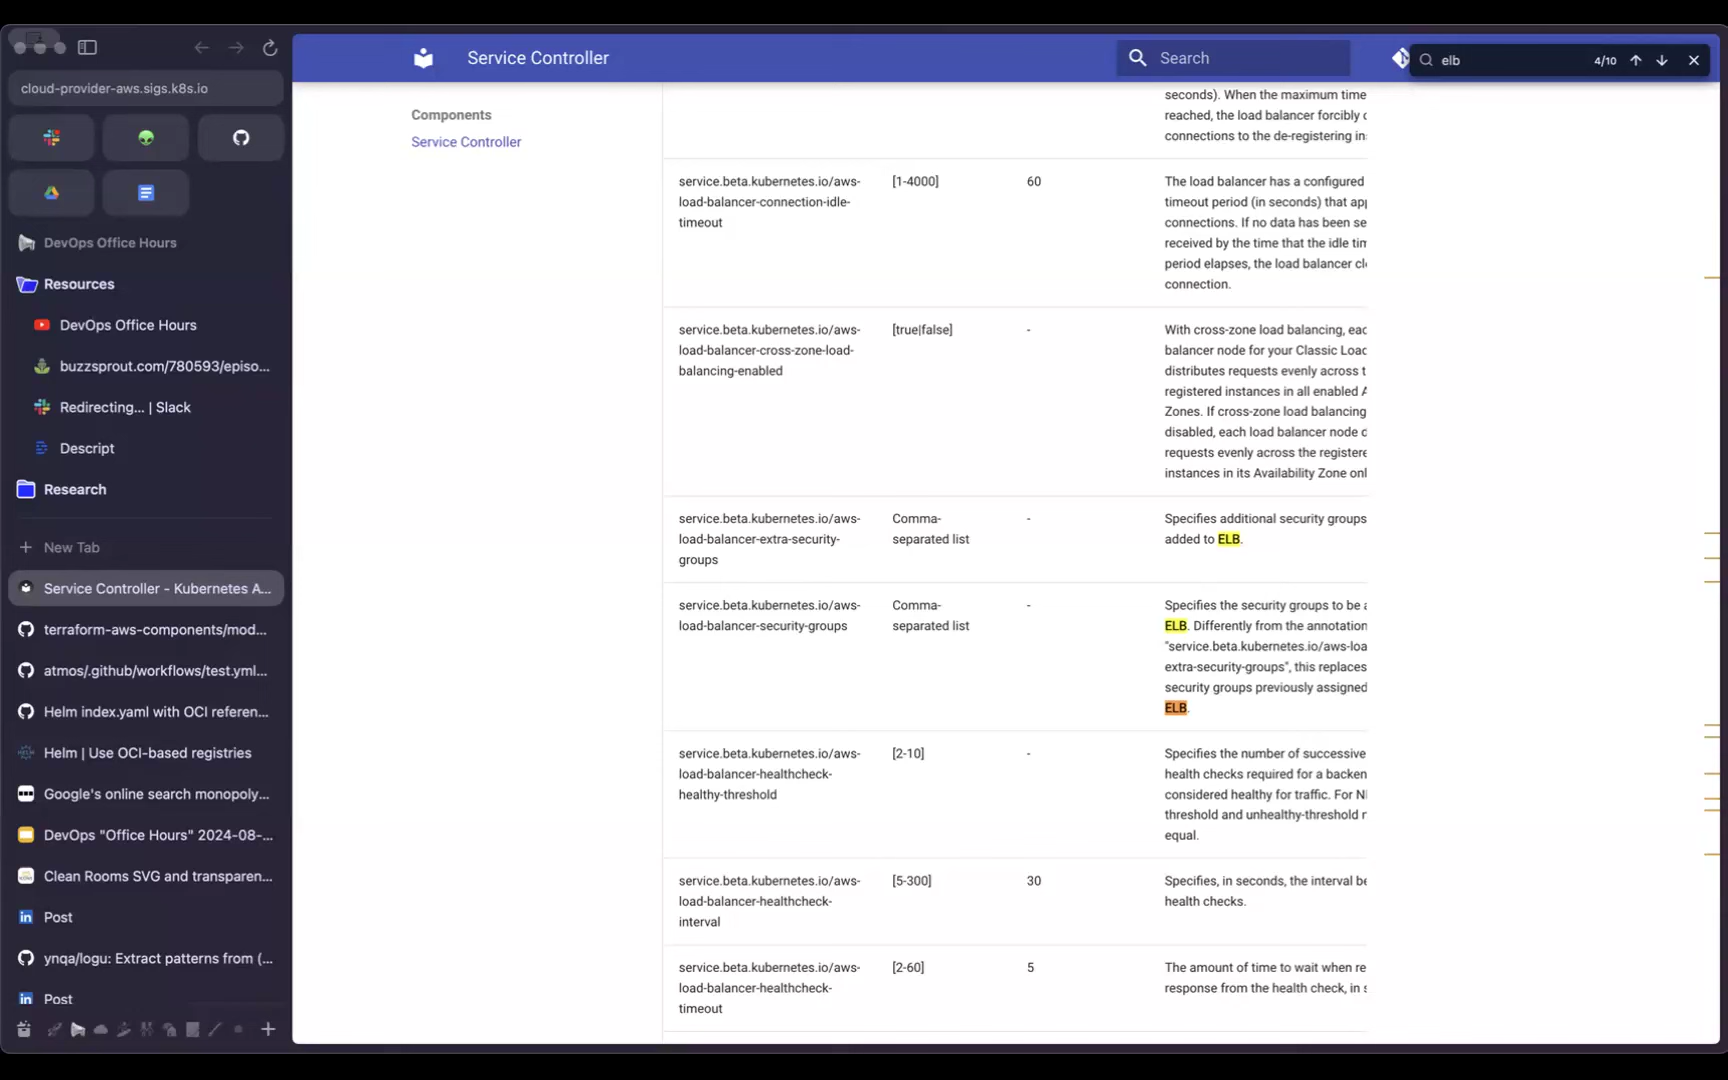 cloud-provider-aws.sigs.k8s.io
DevOps Office Hours
Resources
DevOps Office Hours
buzzsprout.com/780593/episo...
Redirecting... | Slack
Descript
Research
New Tab
Service Controller - Kubernetes A...
terraform-aws-components/mod...
atmos/.github/workflows/test.yml...
Helm index.yaml with OCI referen...
Helm | Use OCI-based registries
Google's online search monopoly...
DevOps "Office Hours" 2024-08-...
Clean Rooms SVG and transparen...
Post
ynqa/logu: Extract patterns from (...
Post
Service Controller
Search
elb
4/10
Components
Service Controller
seconds). When the maximum time
reached, the load balancer forcibly
connections to the de-registering
service.beta.kubernetes.io/aws-
load-balancer-connection-idle-
timeout
[1-4000]
60
The load balancer has a configured
timeout period (in seconds) that
connections. If no data has been
received by the time that the idle
period elapses, the load balancer
connection.
service.beta.kubernetes.io/aws-
load-balancer-cross-zone-load-
balancing-enabled
[true|false]
-
With cross-zone load balancing,
balancer node for your Classic
distributes requests evenly across
registered instances in all enabled
Zones. If cross-zone load balancing
disabled, each load balancer node
requests evenly across the
instances in its Availability Zone
service.beta.kubernetes.io/aws-
load-balancer-extra-security-
groups
Comma-
separated list
-
Specifies additional security groups
added to ELB.
service.beta.kubernetes.io/aws-
load-balancer-security-groups
Comma-
separated list
-
Specifies the security groups to be
ELB. Differently from the annotation
"service.beta.kubernetes.io/aws-loa
extra-security-groups", this replaces
security groups previously assigned
ELB.
service.beta.kubernetes.io/aws-
load-balancer-healthcheck-
healthy-threshold
[2-10]
-
Specifies the number of successive
health checks required for a
considered healthy for traffic. For
threshold and unhealthy-threshold
equal.
service.beta.kubernetes.io/aws-
load-balancer-healthcheck-
interval
[5-300]
30
Specifies, in seconds, the interval
health checks.
service.beta.kubernetes.io/aws-
load-balancer-healthcheck-
timeout
[2-60]
5
The amount of time to wait when
response from the health check, in